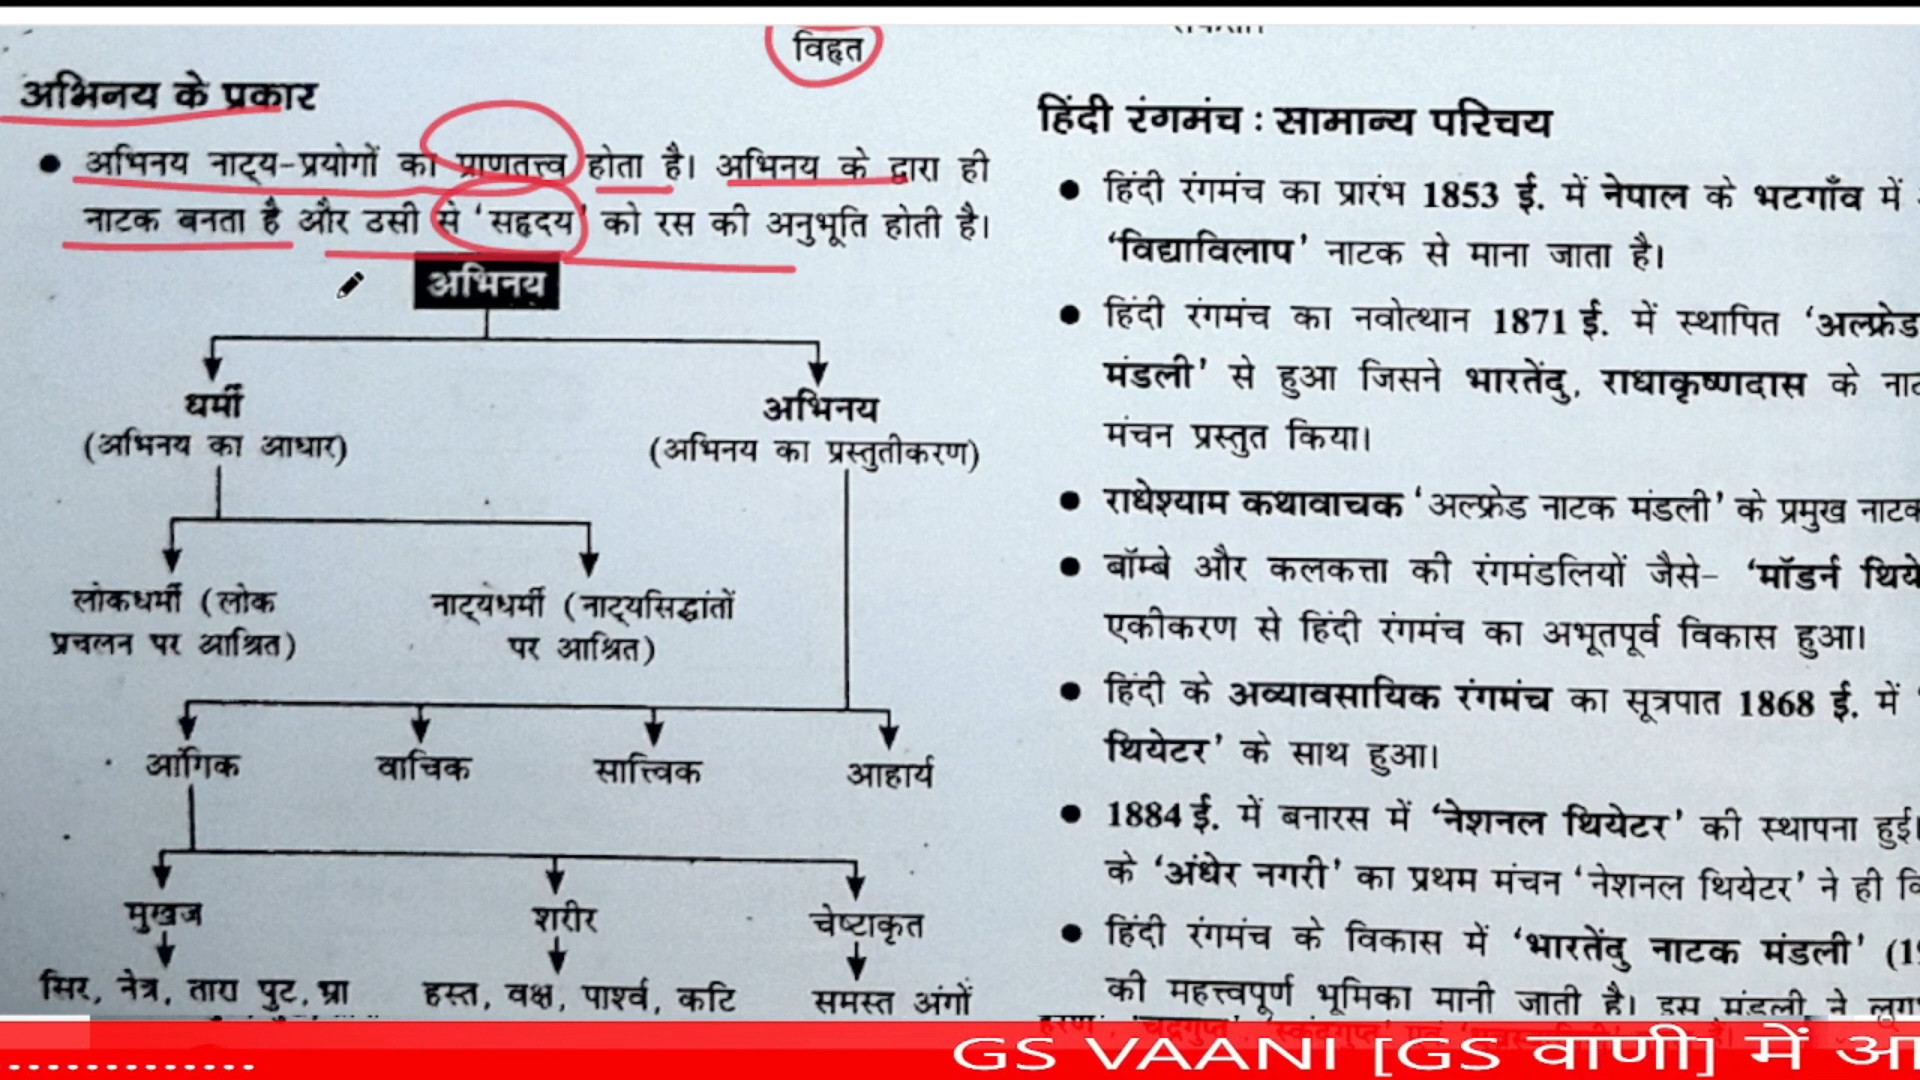 विहृत
अभिनय के प्रकार
• अभिनय नाट्य-प्रयोगों का प्राणतत्त्व होता है। अभिनय के द्वारा ही
नाटक बनता है और उसी से ‘सहृदय’ को रस की अनुभूति होती है।
अभिनय
धर्मी
(अभिनय का आधार)
अभिनय
(अभिनय का प्रस्तुतीकरण)
लोकधर्मी (लोक
प्रचलन पर आश्रित)
नाट्यधर्मी (नाट्यसिद्धांतों
पर आश्रित)
आंगिक वाचिक सात्त्विक आहार्य
मुखज शरीर चेष्टाकृत
सिर, नेत्र, तारा पुट, घ्रा
हस्त, वक्ष, पार्श्व, कटि
समस्त अंगों
हिंदी रंगमंच : सामान्य परिचय
• हिंदी रंगमंच का प्रारंभ 1853 ई. में नेपाल के भटगाँव में
‘विद्याविलाप’ नाटक से माना जाता है।
• हिंदी रंगमंच का नवोत्थान 1871 ई. में स्थापित ‘अल्फ्रेड
मंडली’ से हुआ जिसने भारतेंदु, राधाकृष्णदास के
मंचन प्रस्तुत किया।
• राधेश्याम कथावाचक ‘अल्फ्रेड नाटक मंडली’ के प्रमुख
• बॉम्बे और कलकत्ता की रंगमंडलियों जैसे– ‘मॉडर्न
एकीकरण से हिंदी रंगमंच का अभूतपूर्व विकास हुआ।
• हिंदी के अव्यावसायिक रंगमंच का सूत्रपात 1868 ई. में
थियेटर’ के साथ हुआ।
• 1884 ई. में बनारस में ‘नेशनल थियेटर’ की स्थापना हुई।
के ‘अंधेर नगरी’ का प्रथम मंचन ‘नेशनल थियेटर’ ने ही
• हिंदी रंगमंच के विकास में ‘भारतेंदु नाटक मंडली’
की महत्त्वपूर्ण भूमिका मानी जाती है। इस मंडली ने
‘चंद्रगुप्त’, ‘स्कंदगुप्त’ एवं
GS VAANI [GS वाणी] में